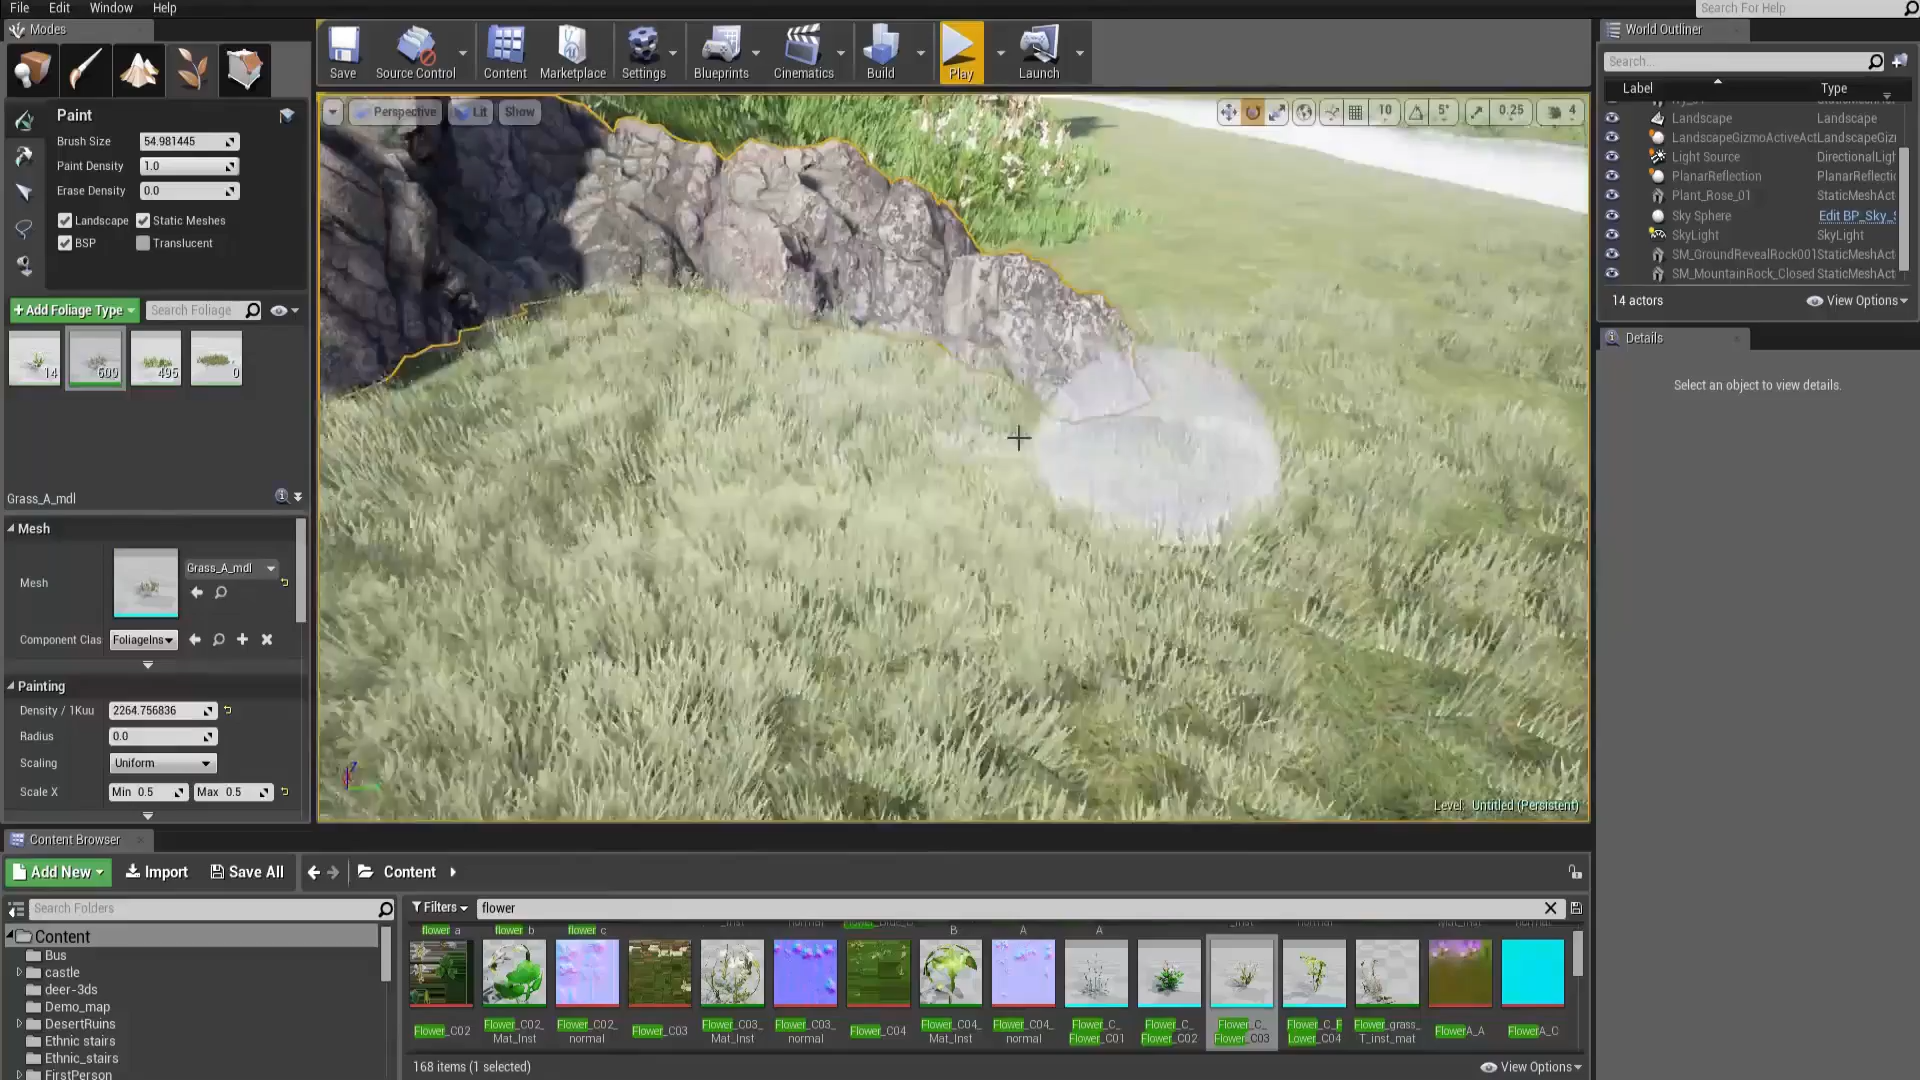 File Edit Window Help
Search For Help
Modes
World Outliner
Save
Source Control
Content
Marketplace
Settings
Blueprints
Cinematics
Build
Play
Launch
Search...
Label
Type
Paint
Perspective
Lit
Show
10
5°
0.25
4
Brush Size
54.981445
Paint Density
1.0
Erase Density
0.0
Landscape
Static Meshes
BSP
Translucent
Landscape Landscape
LandscapeGizmoActiveAct LandscapeGiz
Light Source DirectionalLigh
PlanarReflection PlanarReflectic
Plant_Rose_01 StaticMeshAct
Sky Sphere Edit BP_Sky_S
SkyLight SkyLight
SM_GroundRevealRock001 StaticMeshAct
SM_MountainRock_Closed StaticMeshAct
14 actors
View Options
Add Foliage Type
Search Foliage
14
609
495
0
Details
Select an object to view details.
Grass_A_mdl
Mesh
Mesh
Grass_A_mdl
Component Clas
FoliageIns
Painting
Density / 1Kuu
2264.756836
Radius
0.0
Scaling
Uniform
Scale X
Min 0.5
Max 0.5
Level: Untitled (Persistent)
Content Browser
Add New
Import
Save All
Content
Search Folders
Filters
flower
Content
Bus
castle
deer-3ds
Demo_map
DesertRuins
Ethnic stairs
Ethnic_stairs
FirstPerson
flower a
flower b
flower c
B
A
A
Flower_C02
Flower_C02_
Mat_Inst
Flower_C02_
normal
Flower_C03
Flower_C03_
Mat_Inst
Flower_C03_
normal
Flower_C04
Flower_C04_
Mat_Inst
Flower_C04_
normal
Flower_C_
Flower_C01
Flower_C_
Flower_C02
Flower_C_
Flower_C03
Flower_C_F
Lower_C04
Flower_grass_
T_inst_mat
FlowerA_A
FlowerA_C
168 items (1 selected)
View Options